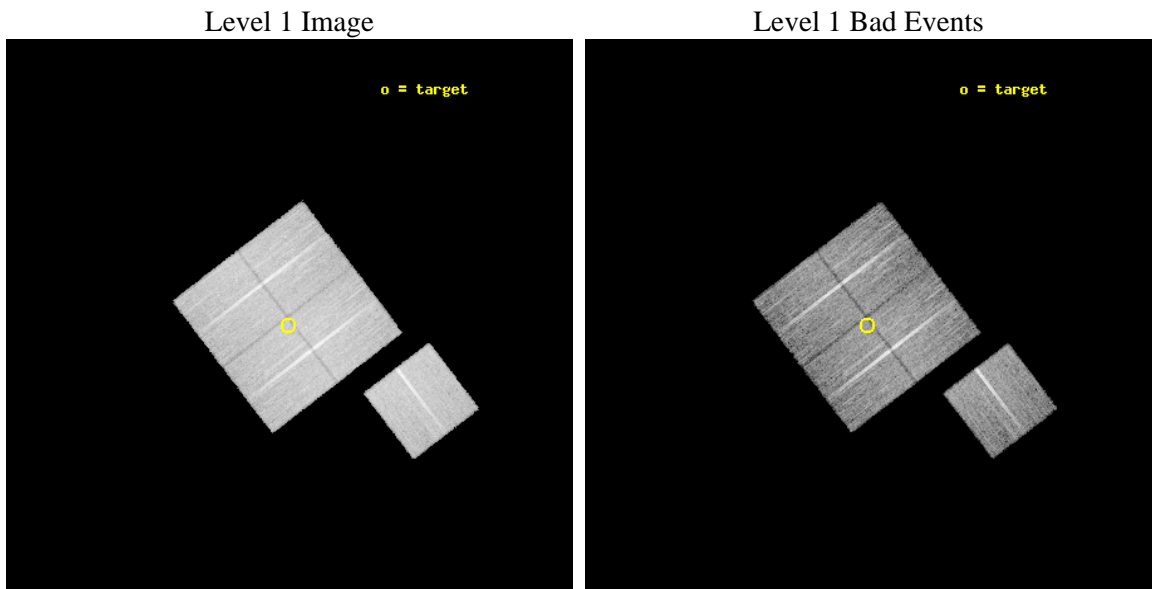 Level 1 Image
Level 1 Bad Events
o = target
o = target